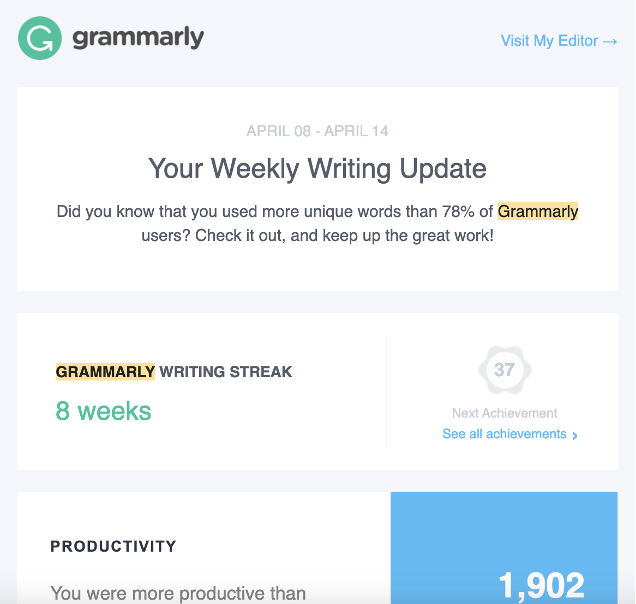 grammarly
Visit My Editor →
APRIL 08 - APRIL 14
Your Weekly Writing Update
Did you know that you used more unique words than 78% of Grammarly
users? Check it out, and keep up the great work!
GRAMMARLY WRITING STREAK
8 weeks
37
Next Achievement
See all achievements ›
PRODUCTIVITY
You were more productive than
1,902